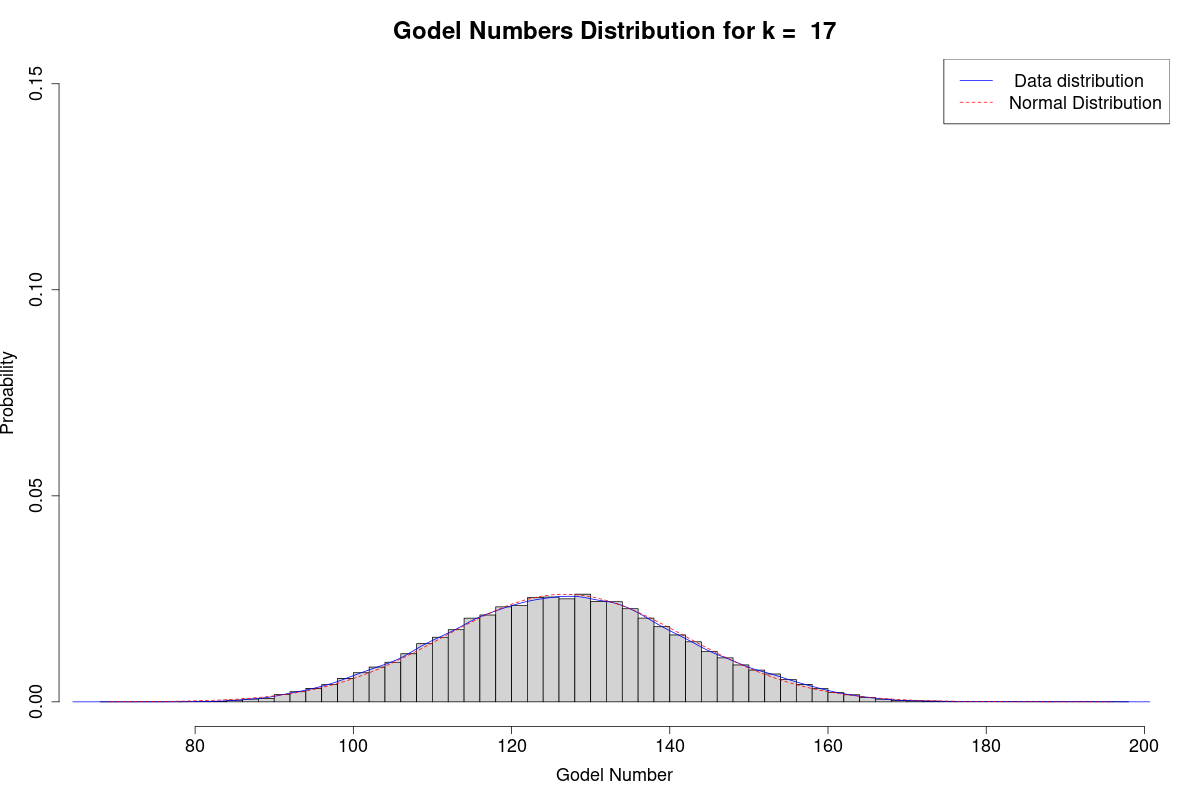 Godel Numbers Distribution for k =  17
Data distribution
Normal Distribution
0.15
0.10
0.05
0.00
Probability
80 100 120 140 160 180 200
Godel Number